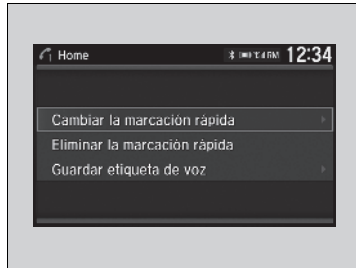 Home 12:34
Cambiar la marcación rápida
Eliminar la marcación rápida
Guardar etiqueta de voz